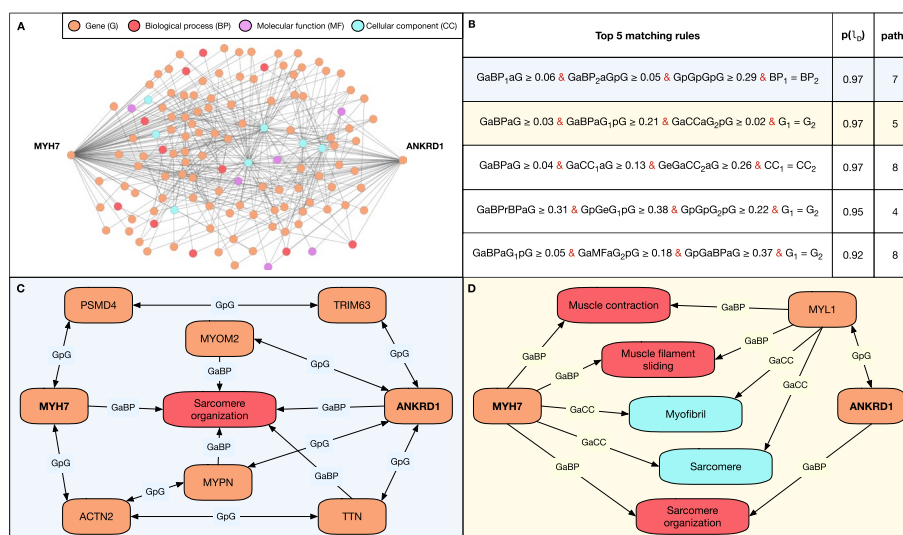 A
Gene (G)
Biological process (BP)
Molecular function (MF)
Cellular component (CC)
MYH7
ANKRD1
B
Top 5 matching rules
p(l_D)
path
GaBP₁aG ≥ 0.06 & GaBP₂aGpG ≥ 0.05 & GpGpGpG ≥ 0.29 & BP₁ = BP₂
0.97
7
GaBPaG ≥ 0.03 & GaBPaG₁pG ≥ 0.21 & GaCCaG₂pG ≥ 0.02 & G₁ = G₂
0.97
5
GaBPaG ≥ 0.04 & GaCC₁aG ≥ 0.13 & GeGaCC₂aG ≥ 0.26 & CC₁ = CC₂
0.97
8
GaBPrBPaG ≥ 0.31 & GpGeG₁pG ≥ 0.38 & GpGpG₂pG ≥ 0.22 & G₁ = G₂
0.95
4
GaBPaG₁pG ≥ 0.05 & GaMFaG₂pG ≥ 0.18 & GpGaBPaG ≥ 0.37 & G₁ = G₂
0.92
8
C
PSMD4
GpG
TRIM63
MYOM2
GpG
GaBP
GpG
GpG
MYH7
GaBP
Sarcomere
organization
GaBP
ANKRD1
GaBP
GpG
GpG
GaBP
GpG
MYPN
GpG
ACTN2
GpG
TTN
D
Muscle contraction
GaBP
MYL1
GaBP
Muscle filament
sliding
GaBP
GpG
GaBP
GaCC
GaCC
MYH7
GaCC
Myofibril
ANKRD1
GaCC
Sarcomere
GaBP
GaBP
Sarcomere
organization